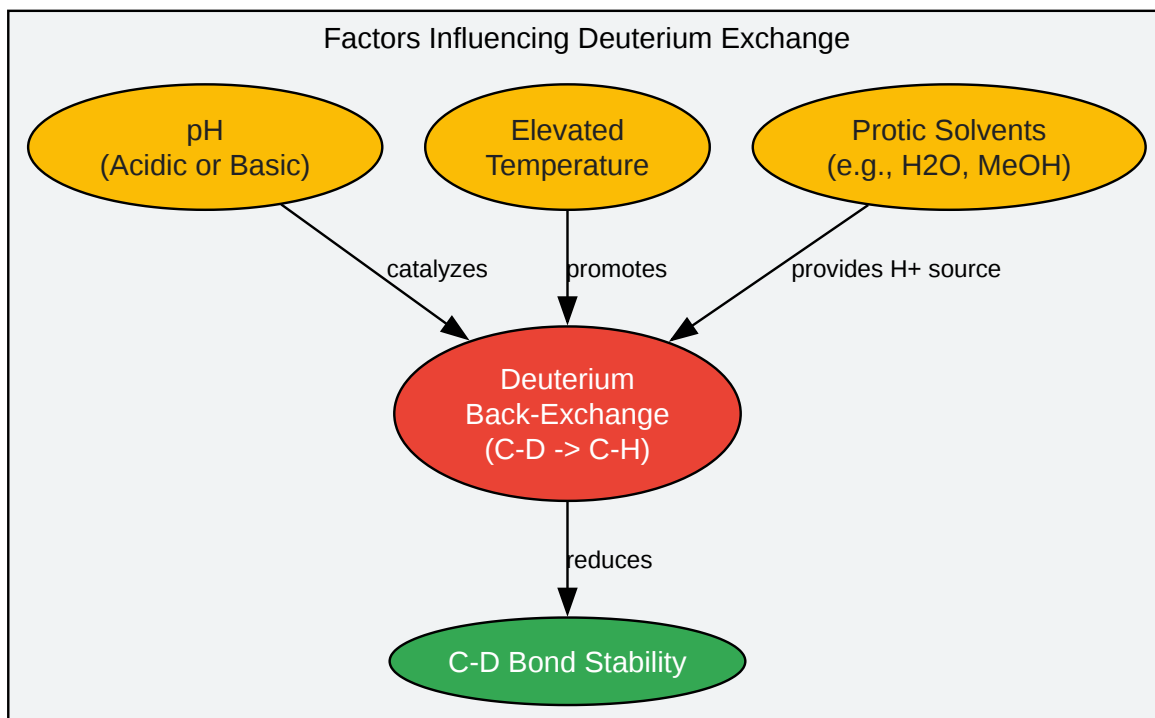 Factors Influencing Deuterium Exchange
pH
(Acidic or Basic)
Elevated
Temperature
Protic Solvents
(e.g., H2O, MeOH)
catalyzes
promotes
provides H+ source
Deuterium
Back-Exchange
(C-D -> C-H)
reduces
C-D Bond Stability